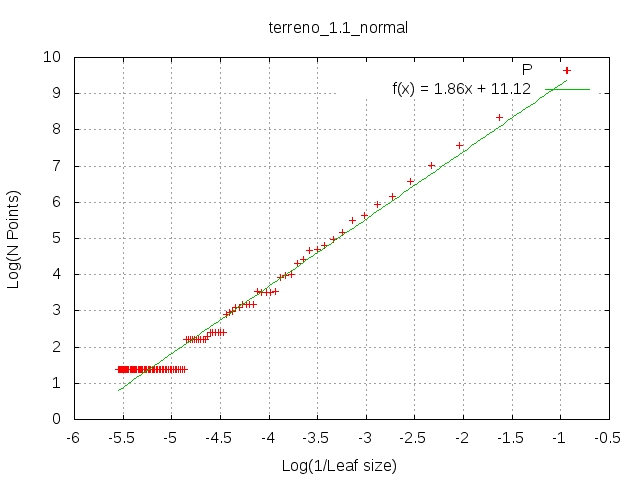 terreno_1.1_normal
10
9
8
7
6
5
4
3
2
1
0
Log(N Points)
P
f(x) = 1.86x + 11.12
-6 -5.5 -5 -4.5 -4 -3.5 -3 -2.5 -2 -1.5 -1 -0.5
Log(1/Leaf size)